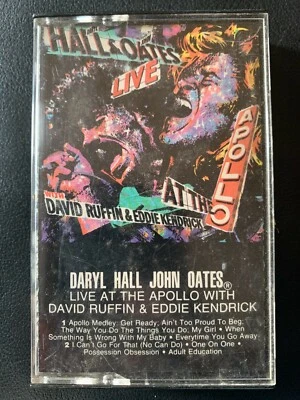 HALL & OATES
LIVE
AT THE
APOLLO
WITH
DAVID RUFFIN & EDDIE KENDRICK
DARYL HALL JOHN OATES®
LIVE AT THE APOLLO WITH
DAVID RUFFIN & EDDIE KENDRICK
1 Apollo Medley: Get Ready; Ain't Too Proud To Beg;
The Way You Do The Things You Do; My Girl • When
Something Is Wrong With My Baby • Everytime You Go Away
2 I Can't Go For That (No Can Do) • One On One •
Possession Obsession • Adult Education